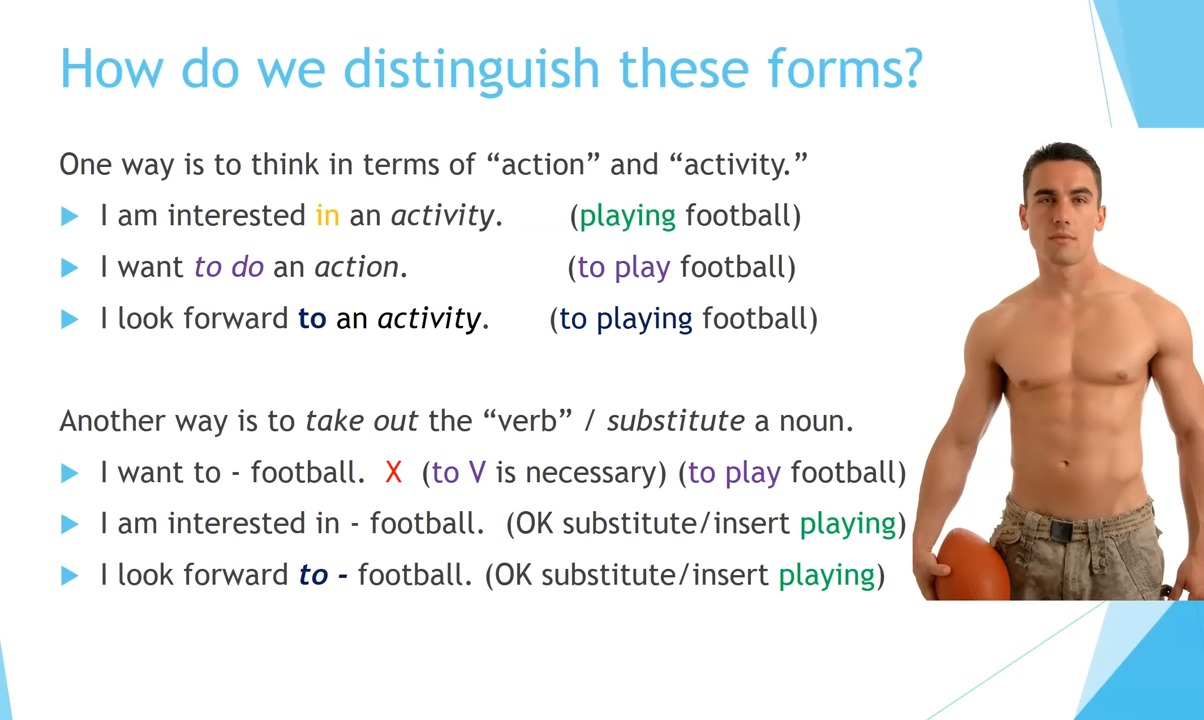 How do we distinguish these forms?
One way is to think in terms of “action” and “activity.”
I am interested in an activity. (playing football)
I want to do an action. (to play football)
I look forward to an activity. (to playing football)
Another way is to take out the “verb” / substitute a noun.
I want to - football. X (to V is necessary) (to play football)
I am interested in - football. (OK substitute/insert playing)
I look forward to - football. (OK substitute/insert playing)